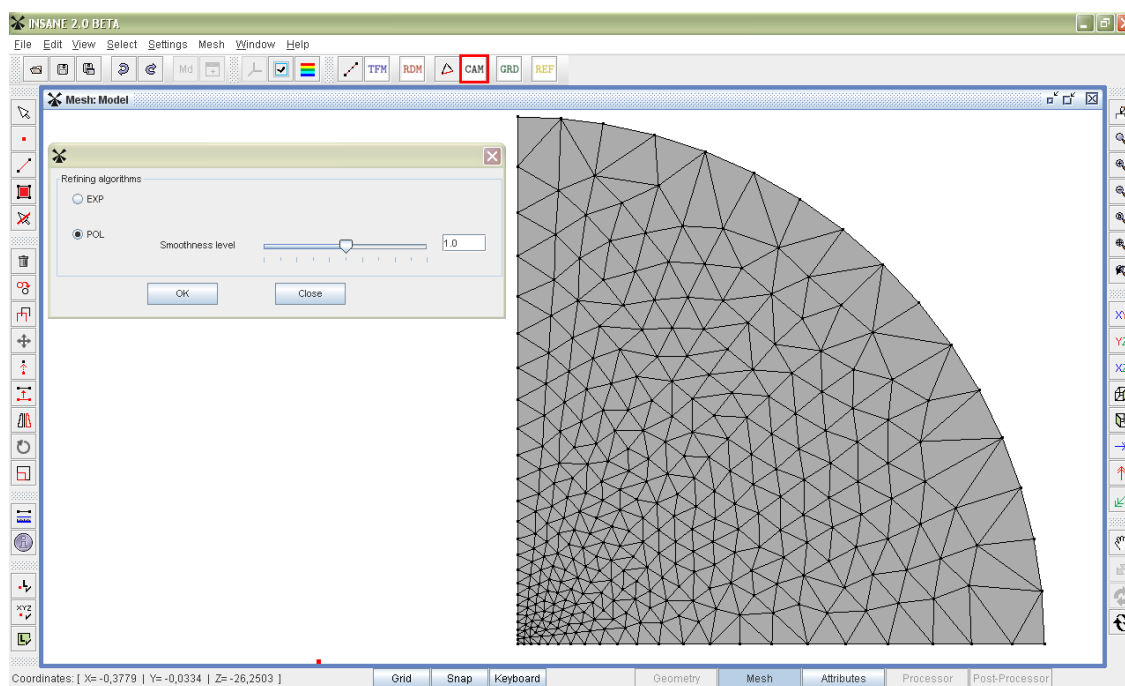 INSANE 2.0 BETA
File Edit View Select Settings Mesh Window Help
Md TFM RDM CAM GRD REF
Mesh: Model
Refining algorithms
EXP
POL
Smoothness level 1.0
OK Close
XYZ
Coordinates: [ X= -0,3779 | Y= -0,0334 | Z= -26,2503 ] Grid Snap Keyboard Geometry Mesh Attributes Processor Post-Processor